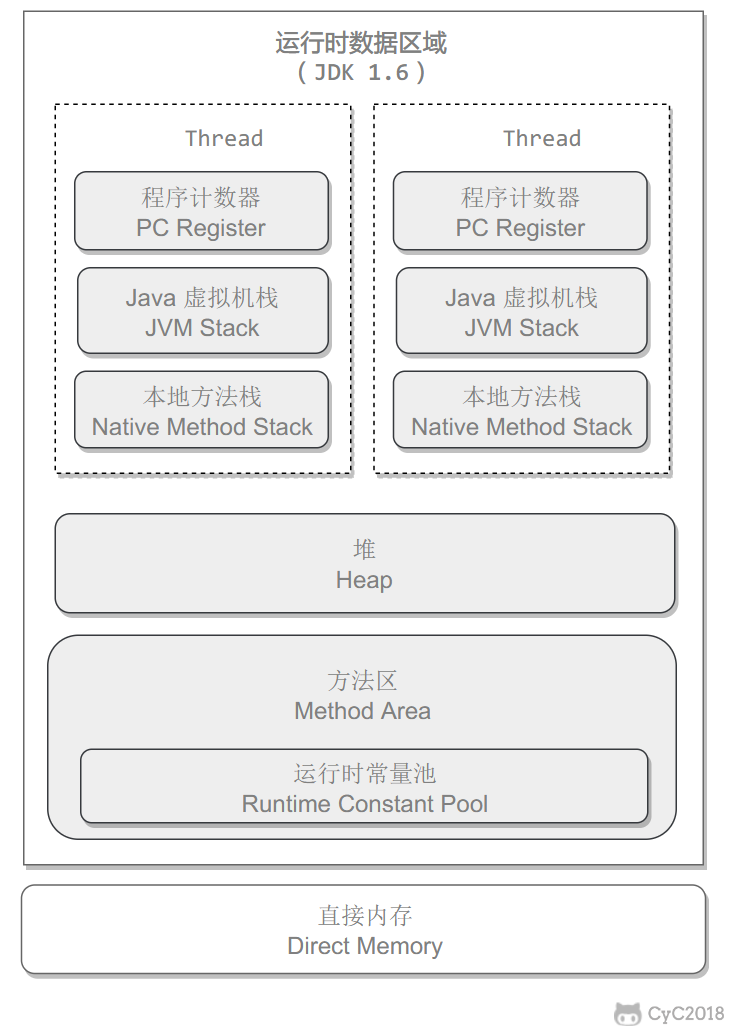 运行时数据区域
( JDK 1.6 )
Thread
程序计数器
PC Register
Java 虚拟机栈
JVM Stack
本地方法栈
Native Method Stack
Thread
程序计数器
PC Register
Java 虚拟机栈
JVM Stack
本地方法栈
Native Method Stack
堆
Heap
方法区
Method Area
运行时常量池
Runtime Constant Pool
直接内存
Direct Memory
CyC2018